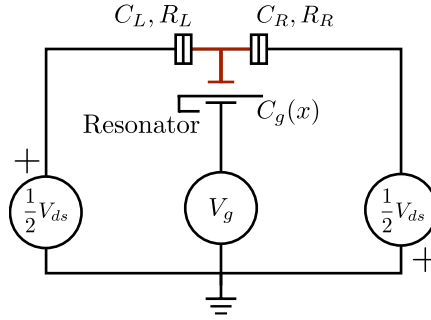 C_L, R_L
C_R, R_R
C_g(x)
Resonator
+
½V_ds
V_g
½V_ds
+